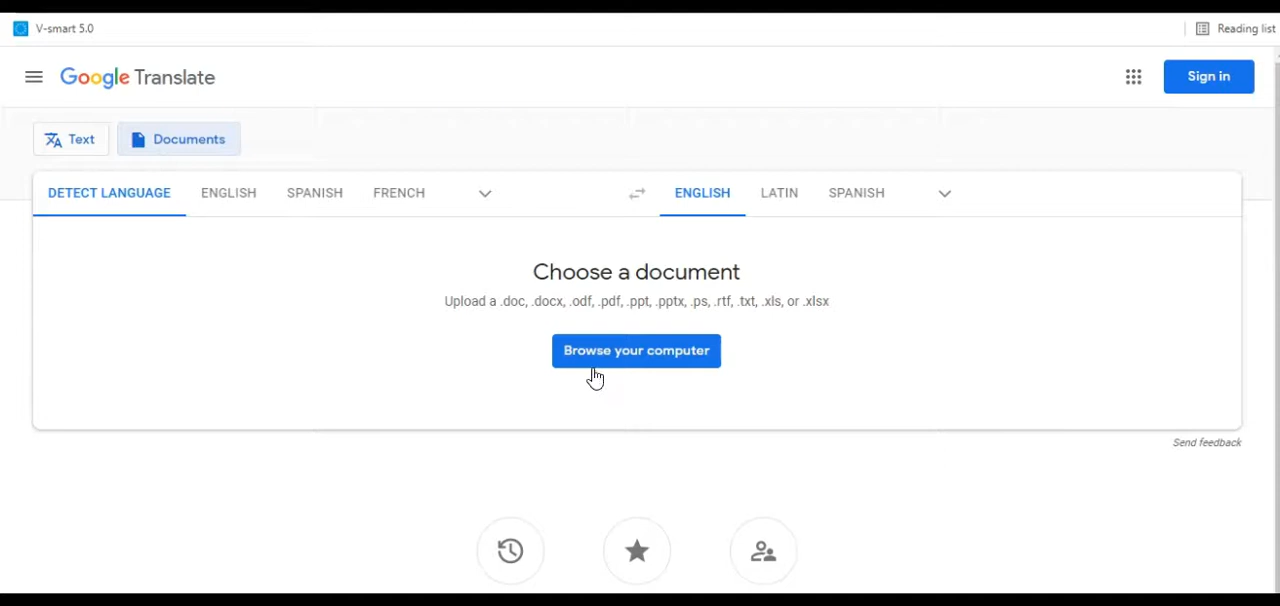 V-smart 5.0
Reading list
Google Translate
Sign in
Text
Documents
DETECT LANGUAGE ENGLISH SPANISH FRENCH ENGLISH LATIN SPANISH
Choose a document
Upload a .doc, .docx, .odf, .pdf, .ppt, .pptx, .ps, .rtf, .txt, .xls, or .xlsx
Browse your computer
Send feedback